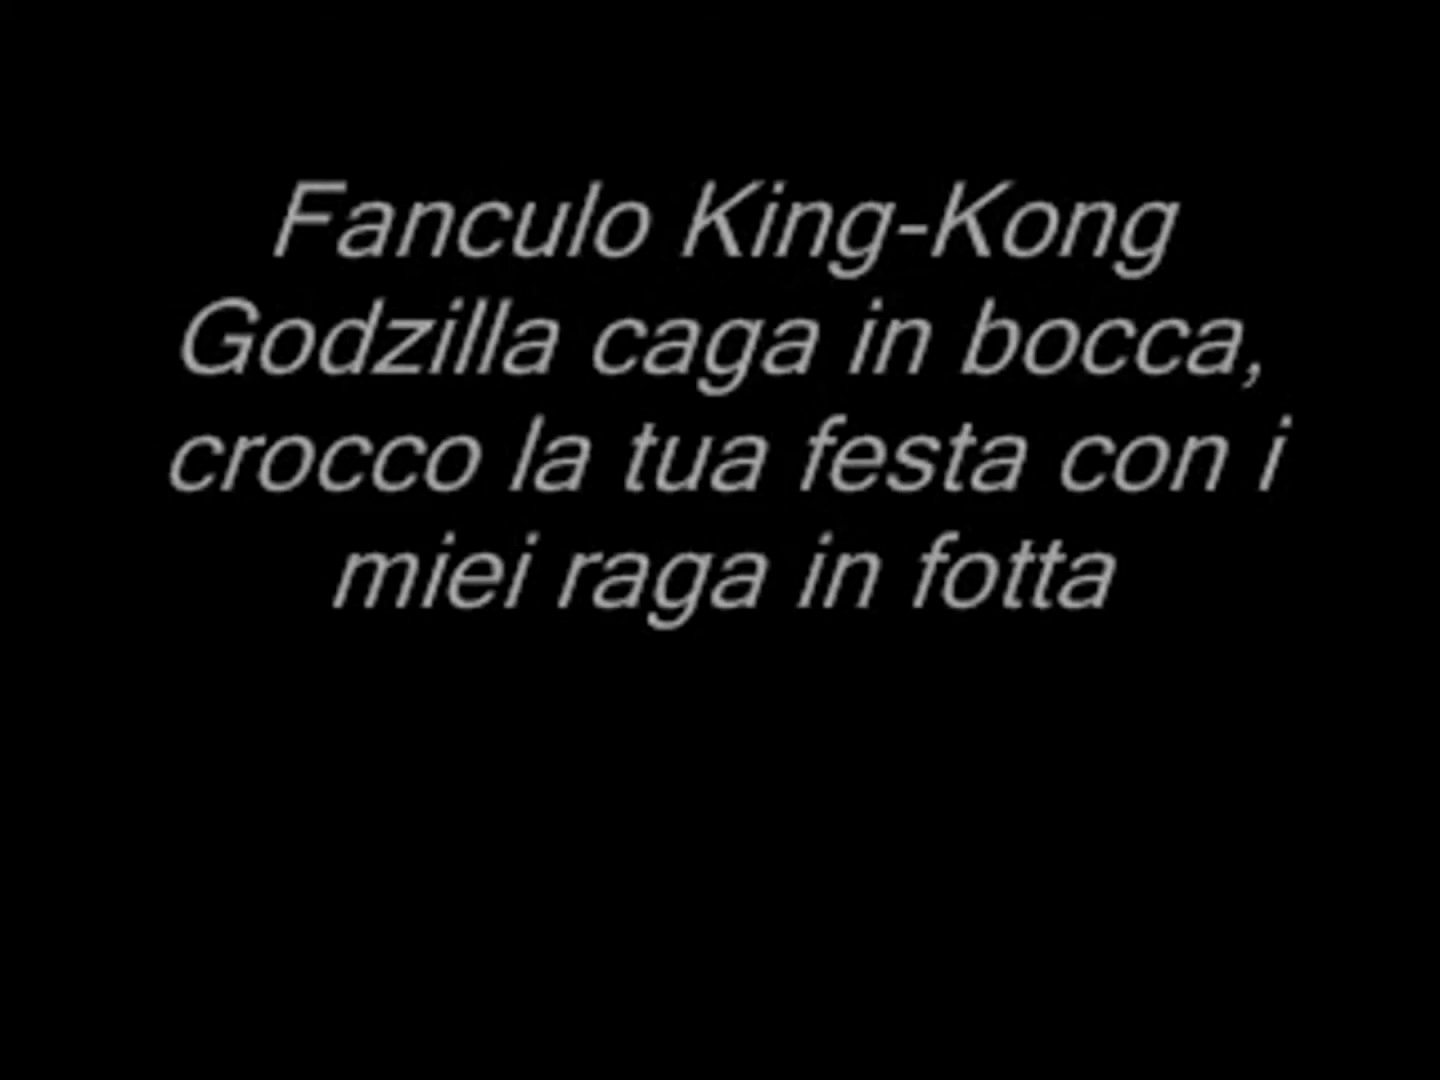 Fanculo King-Kong
Godzilla caga in bocca,
crocco la tua festa con i
miei raga in fotta